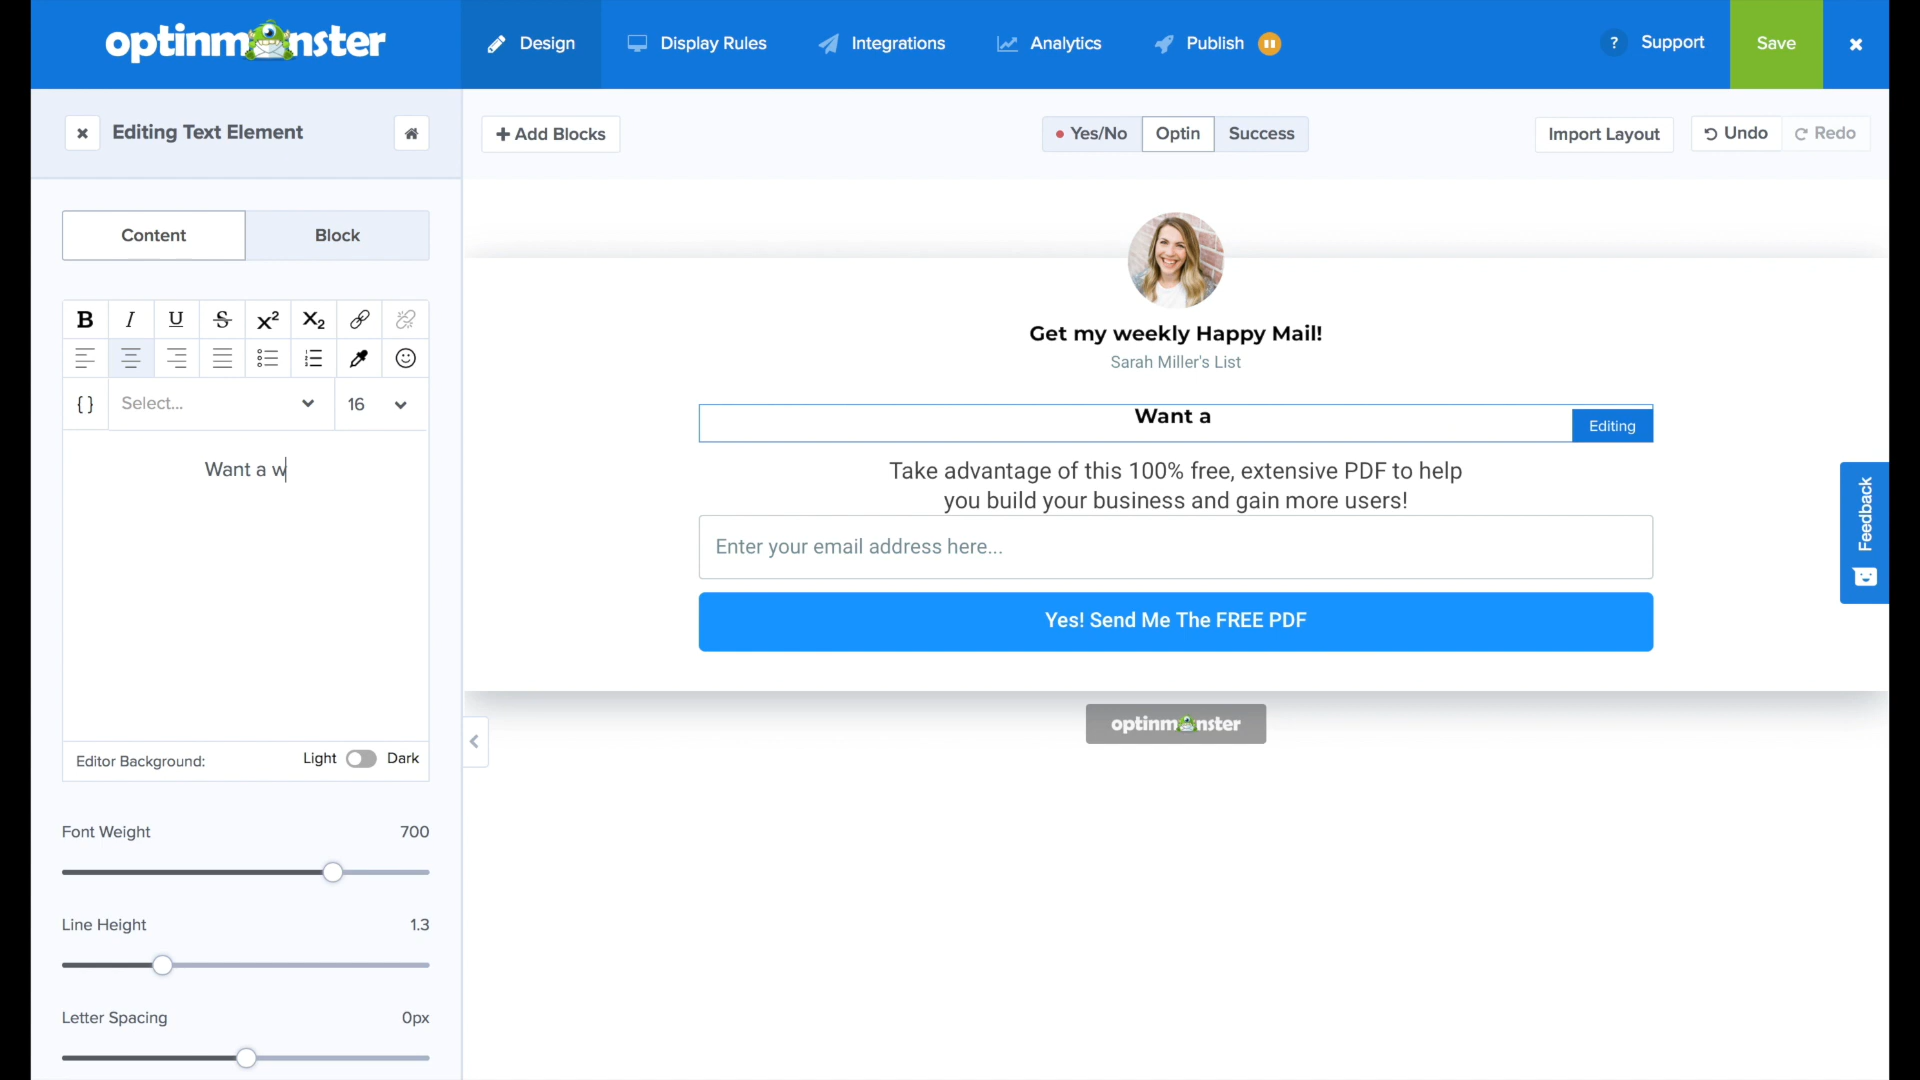 optinmonster
Design
Display Rules
Integrations
Analytics
Publish
? Support
Save
Editing Text Element
+ Add Blocks
Yes/No
Optin
Success
Import Layout
Undo
Redo
Content
Block
B I U S X² X₂
{ } Select... 16
Want a w
Editor Background:
Light
Dark
Font Weight 700
Line Height 1.3
Letter Spacing 0px
Get my weekly Happy Mail!
Sarah Miller's List
Want a
Editing
Take advantage of this 100% free, extensive PDF to help
you build your business and gain more users!
Enter your email address here...
Yes! Send Me The FREE PDF
optinmonster
Feedback